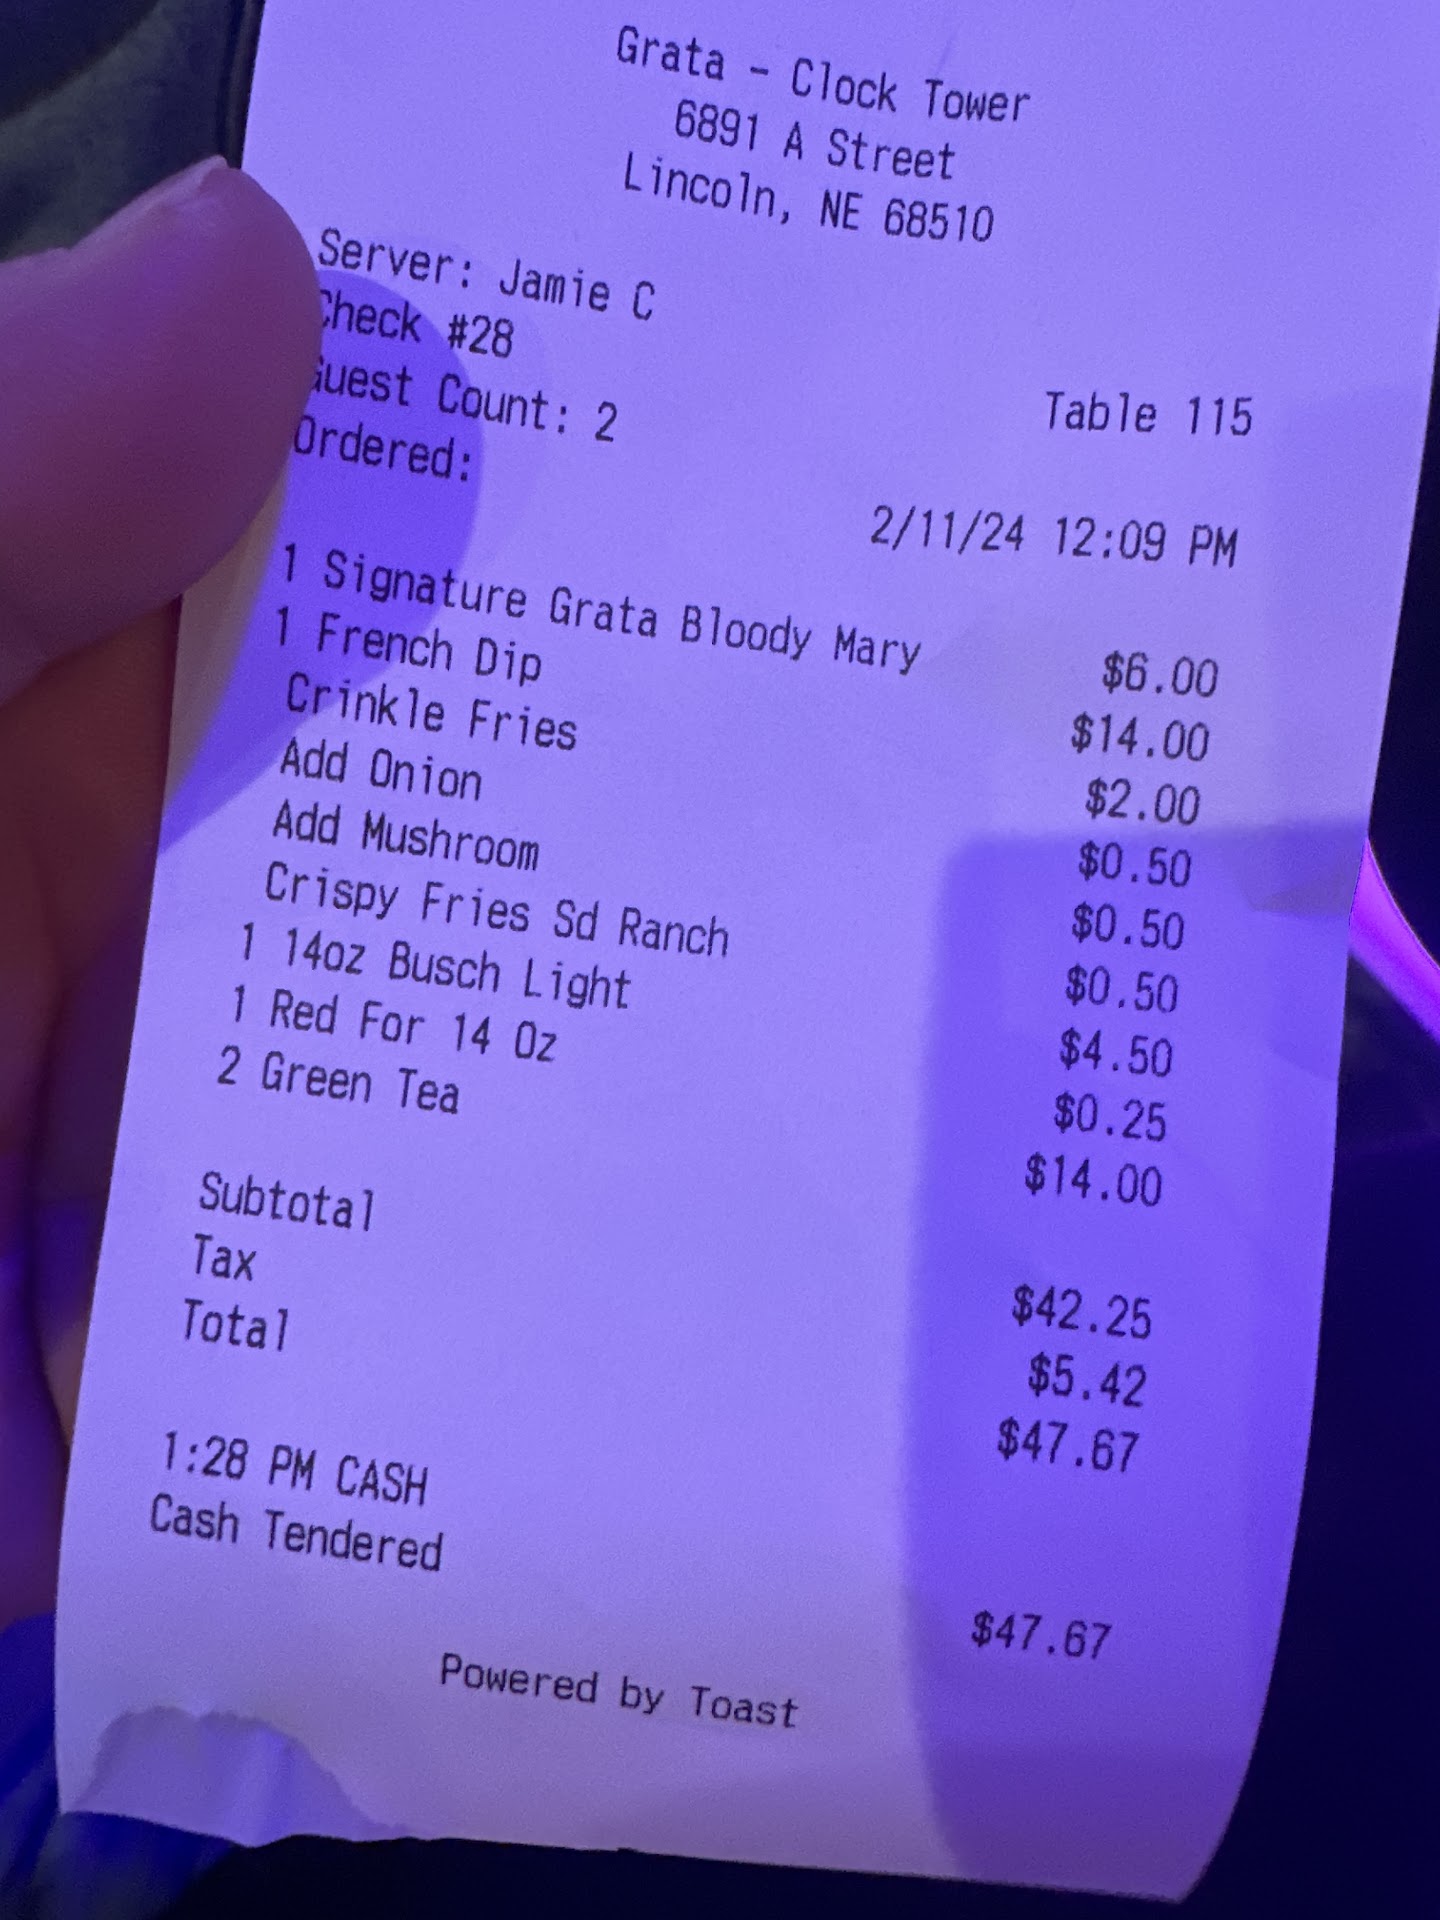 Grata - Clock Tower
6891 A Street
Lincoln, NE 68510
Server: Jamie C
Check #28
Table 115
Guest Count: 2
Ordered:
2/11/24 12:09 PM
1 Signature Grata Bloody Mary $6.00
1 French Dip $14.00
Crinkle Fries $2.00
Add Onion $0.50
Add Mushroom $0.50
Crispy Fries Sd Ranch $0.50
1 14oz Busch Light $4.50
1 Red For 14 Oz $0.25
2 Green Tea $14.00
Subtotal $42.25
Tax $5.42
Total $47.67
1:28 PM CASH
Cash Tendered $47.67
Powered by Toast